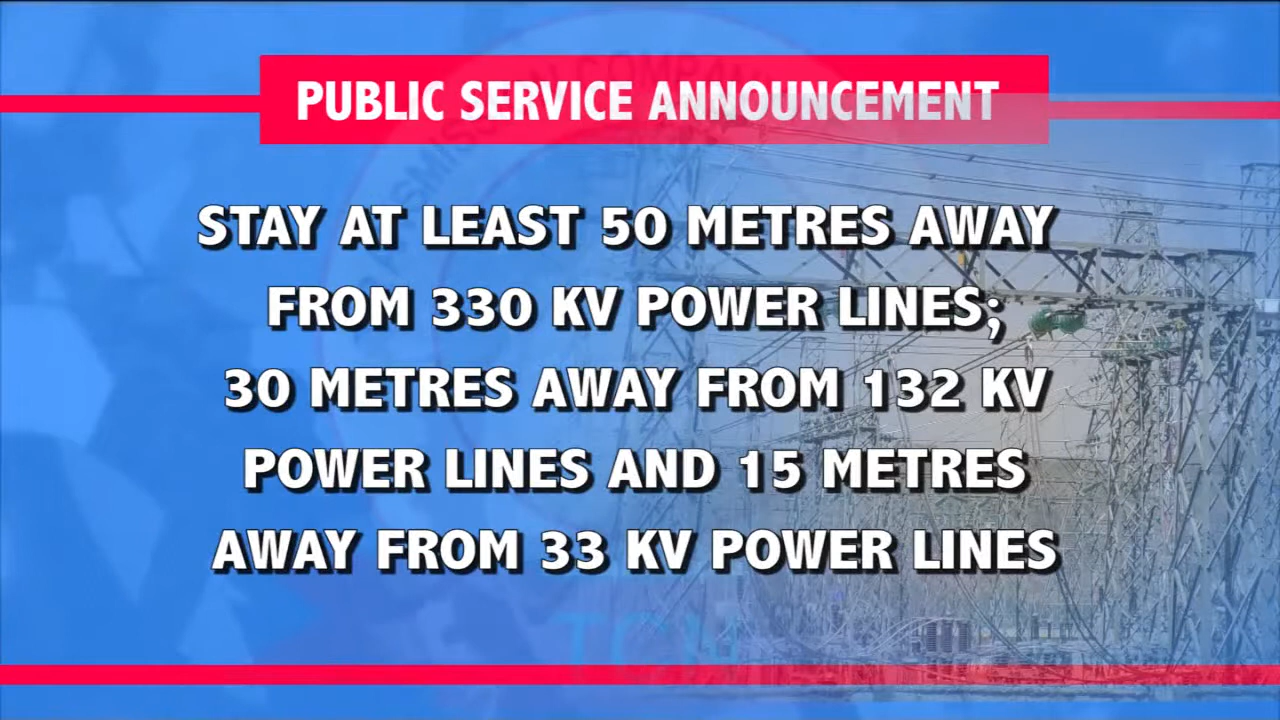 PUBLIC SERVICE ANNOUNCEMENT
STAY AT LEAST 50 METRES AWAY
FROM 330 KV POWER LINES;
30 METRES AWAY FROM 132 KV
POWER LINES AND 15 METRES
AWAY FROM 33 KV POWER LINES
TCN